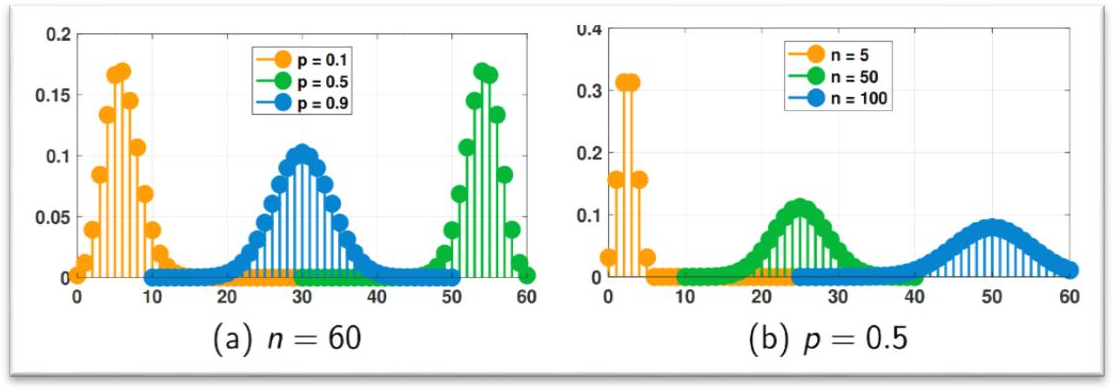 0.2
0.15
0.1
0.05
0
0 10 20 30 40 50 60
p = 0.1
p = 0.5
p = 0.9
(a) n = 60
0.4
0.3
0.2
0.1
0
0 10 20 30 40 50 60
n = 5
n = 50
n = 100
(b) p = 0.5